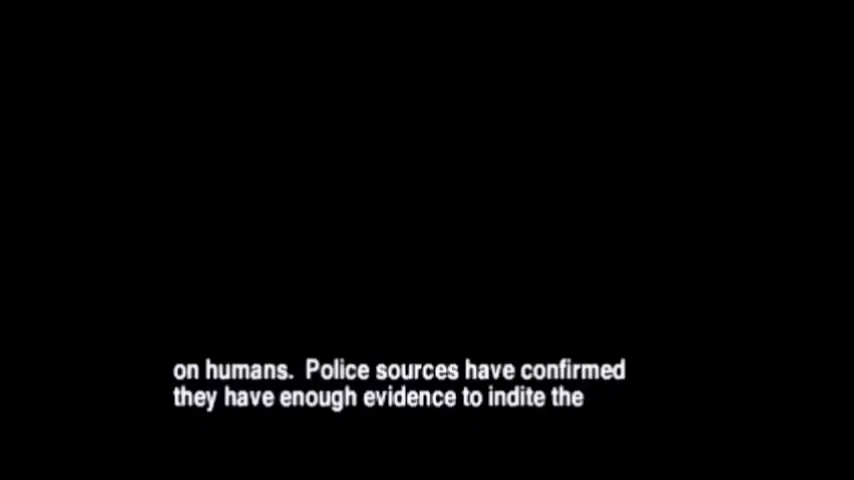 on humans.  Police sources have confirmed
they have enough evidence to indite the